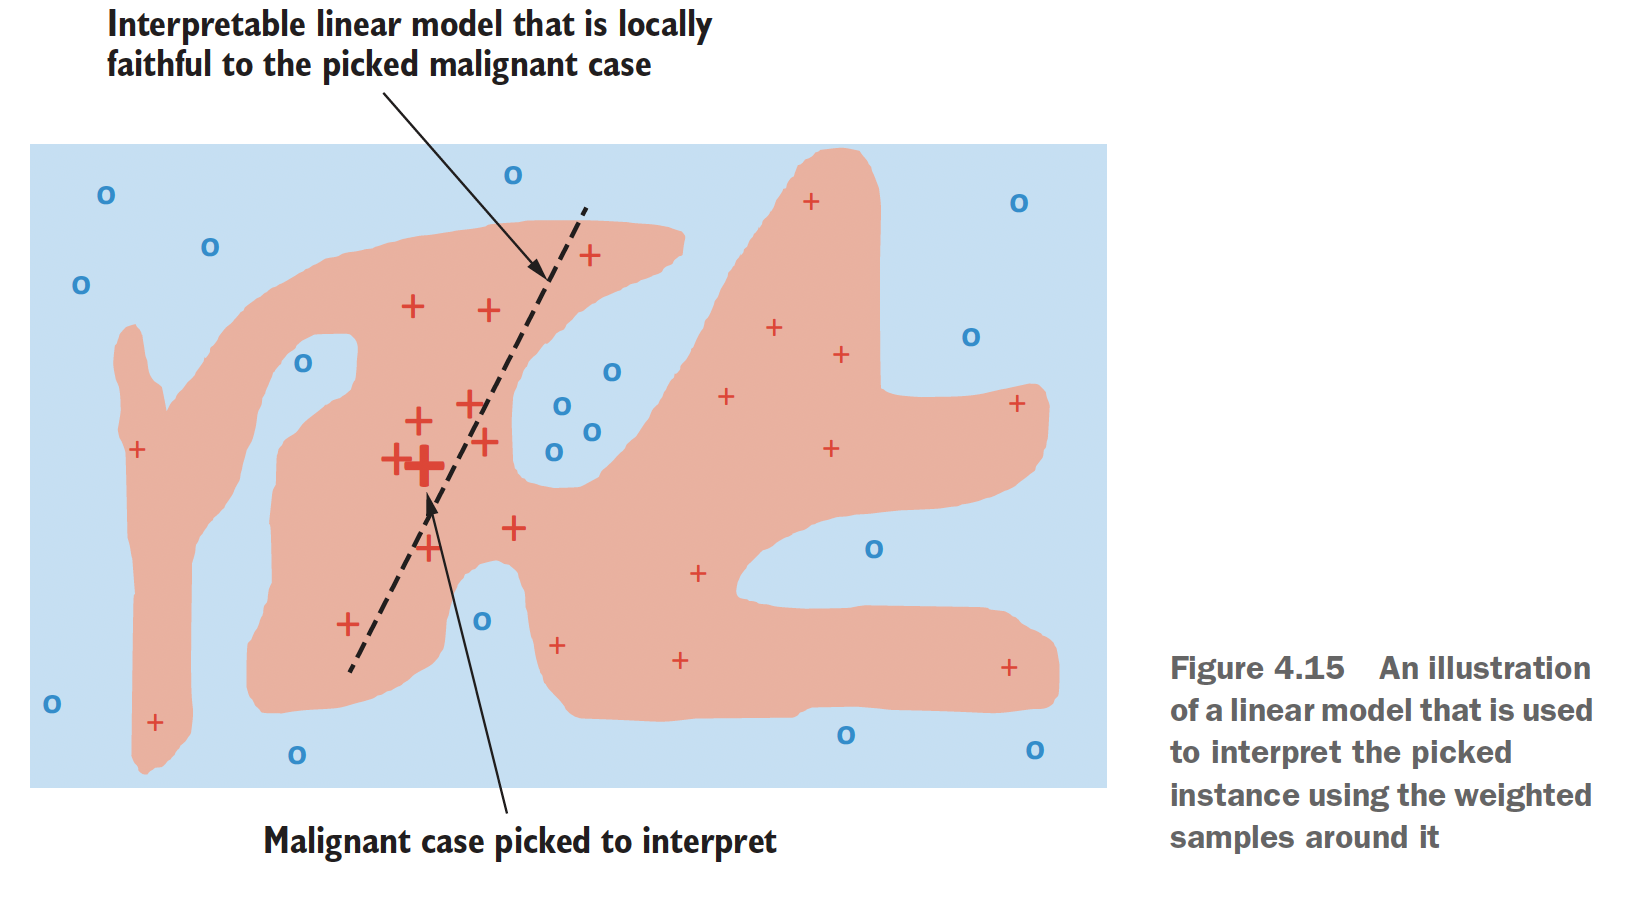 Interpretable linear model that is locally
faithful to the picked malignant case
Malignant case picked to interpret
Figure 4.15 An illustration
of a linear model that is used
to interpret the picked
instance using the weighted
samples around it